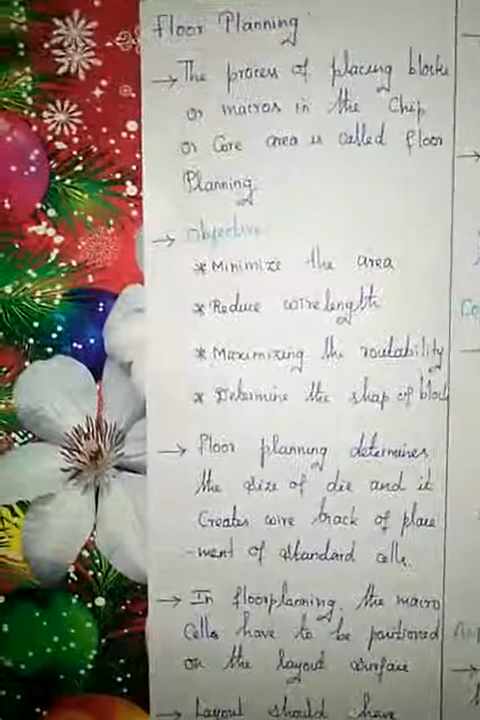 Floor Planning
→ The process of placing blocks
or macros in the Chip
or Core area is called floor
Planning.
→ Objective
* Minimize the area
* Reduce wirelength
* Maximizing the routability
* Determine the shap of block
→ Floor planning determines
the size of die and it
Creates wire track of place
-ment of standard cells.
→ In floorplanning, the macro
Cells have to be positioned
on the layout surface
→ Layout should have